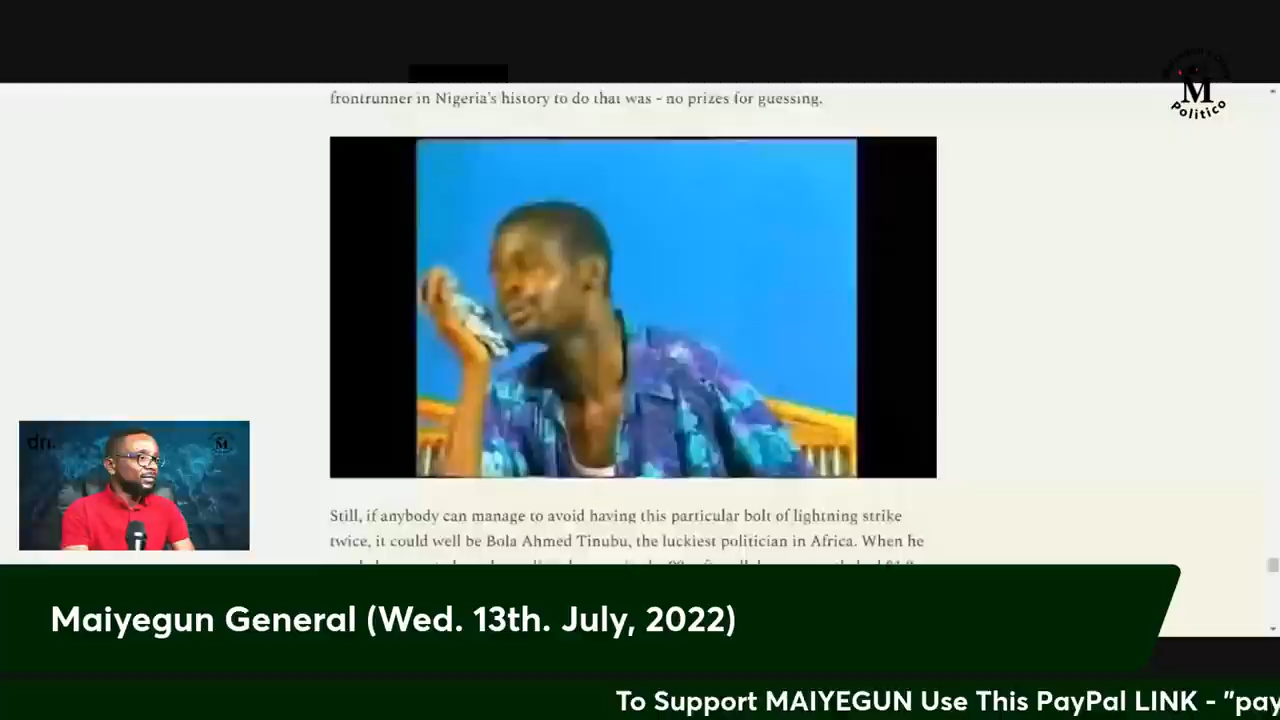 frontrunner in Nigeria's history to do that was - no prizes for guessing.
M
Politico
Still, if anybody can manage to avoid having this particular bolt of lightning strike
twice, it could well be Bola Ahmed Tinubu, the luckiest politician in Africa. When he
Maiyegun General (Wed. 13th. July, 2022)
To Support MAIYEGUN Use This PayPal LINK - "pay